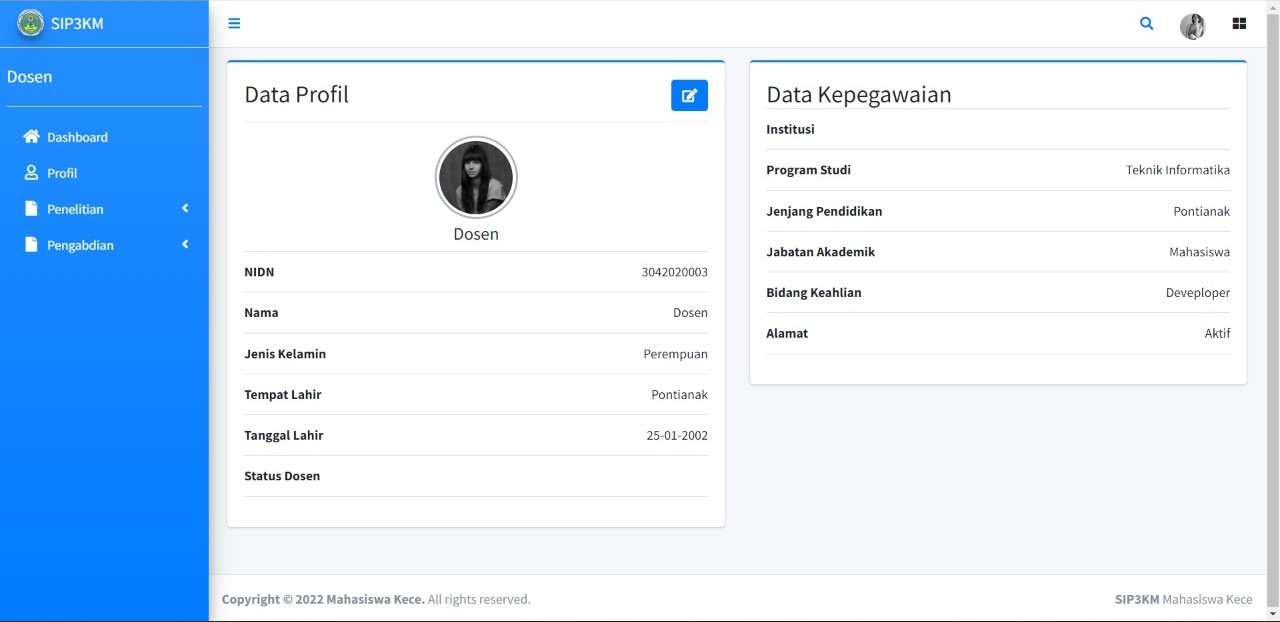 SIP3KM
Dosen
Dashboard
Profil
Penelitian
Pengabdian
Data Profil
Dosen
NIDN 3042020003
Nama Dosen
Jenis Kelamin Perempuan
Tempat Lahir Pontianak
Tanggal Lahir 25-01-2002
Status Dosen
Data Kepegawaian
Institusi
Program Studi Teknik Informatika
Jenjang Pendidikan Pontianak
Jabatan Akademik Mahasiswa
Bidang Keahlian Deveploper
Alamat Aktif
Copyright © 2022 Mahasiswa Kece. All rights reserved.
SIP3KM Mahasiswa Kece